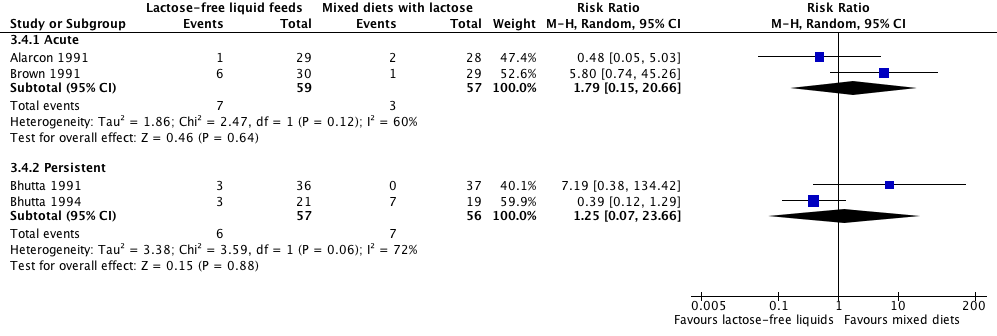 Lactose-free liquid feeds Mixed diets with lactose Risk Ratio Risk Ratio
Study or Subgroup Events Total Events Total Weight M-H, Random, 95% CI M-H, Random, 95% CI
3.4.1 Acute
Alarcon 1991 1 29 2 28 47.4% 0.48 [0.05, 5.03]
Brown 1991 6 30 1 29 52.6% 5.80 [0.74, 45.26]
Subtotal (95% CI) 59 57 100.0% 1.79 [0.15, 20.66]
Total events 7 3
Heterogeneity: Tau² = 1.86; Chi² = 2.47, df = 1 (P = 0.12); I² = 60%
Test for overall effect: Z = 0.46 (P = 0.64)
3.4.2 Persistent
Bhutta 1991 3 36 0 37 40.1% 7.19 [0.38, 134.42]
Bhutta 1994 3 21 7 19 59.9% 0.39 [0.12, 1.29]
Subtotal (95% CI) 57 56 100.0% 1.25 [0.07, 23.66]
Total events 6 7
Heterogeneity: Tau² = 3.38; Chi² = 3.59, df = 1 (P = 0.06); I² = 72%
Test for overall effect: Z = 0.15 (P = 0.88)
0.005 0.1 1 10 200
Favours lactose-free liquids Favours mixed diets